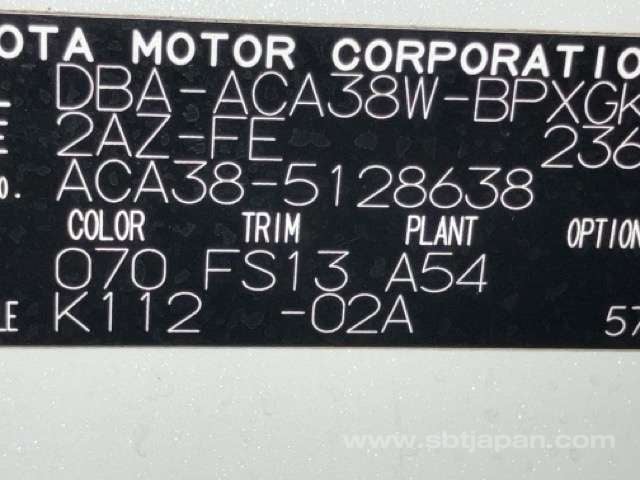 OTA MOTOR CORPORATIO
L DBA-ACA38W-BPXGK
E 2AZ-FE 236
o. ACA38-5128638
COLOR TRIM PLANT OPTION
070 FS13 A54
LE K112 -02A 57
www.sbtjapan.com